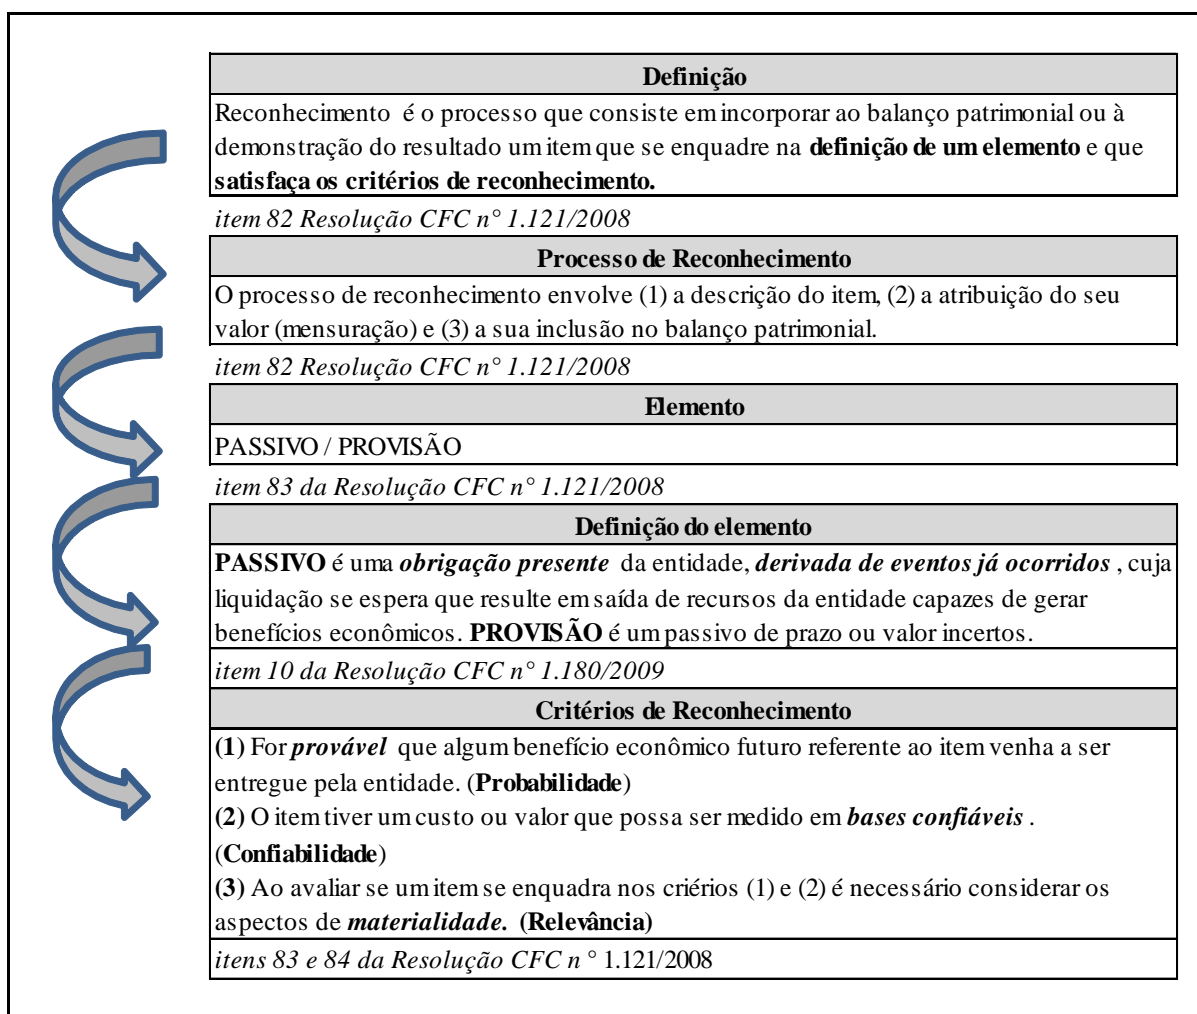 Definição
Reconhecimento é o processo que consiste em incorporar ao balanço patrimonial ou à
demonstração do resultado um item que se enquadre na definição de um elemento e que
satisfaça os critérios de reconhecimento.
item 82 Resolução CFC n° 1.121/2008
Processo de Reconhecimento
O processo de reconhecimento envolve (1) a descrição do item, (2) a atribuição do seu
valor (mensuração) e (3) a sua inclusão no balanço patrimonial.
item 82 Resolução CFC n° 1.121/2008
Elemento
PASSIVO / PROVISÃO
item 83 da Resolução CFC n° 1.121/2008
Definição do elemento
PASSIVO é uma obrigação presente da entidade, derivada de eventos já ocorridos , cuja
liquidação se espera que resulte em saída de recursos da entidade capazes de gerar
benefícios econômicos. PROVISÃO é um passivo de prazo ou valor incertos.
item 10 da Resolução CFC n° 1.180/2009
Critérios de Reconhecimento
(1) For provável que algum benefício econômico futuro referente ao item venha a ser
entregue pela entidade. (Probabilidade)
(2) O item tiver um custo ou valor que possa ser medido em bases confiáveis .
(Confiabilidade)
(3) Ao avaliar se um item se enquadra nos criérios (1) e (2) é necessário considerar os
aspectos de materialidade. (Relevância)
itens 83 e 84 da Resolução CFC n ° 1.121/2008